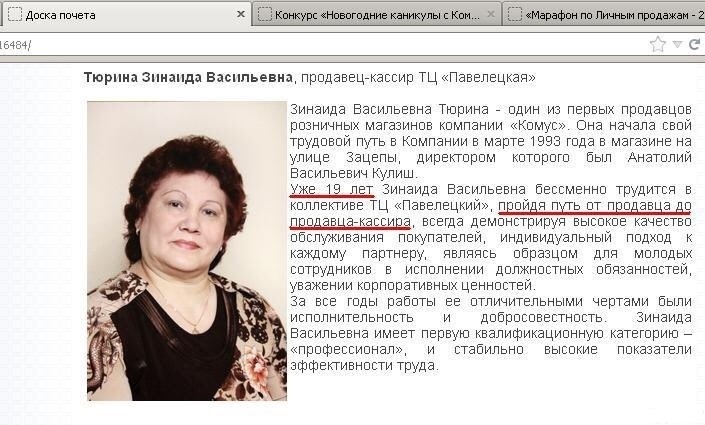 Доска почета
Конкурс «Новогодние каникулы с Ком...
«Марафон по Личным продажам - 2
16484/
Тюрина Зинаида Васильевна, продавец-кассир ТЦ «Павелецкая»
Зинаида Васильевна Тюрина - один из первых продавцов
розничных магазинов компании «Комус». Она начала свой
трудовой путь в Компании в марте 1993 года в магазине на
улице Зацепы, директором которого был Анатолий
Васильевич Кулиш.
Уже 19 лет Зинаида Васильевна бессменно трудится в
коллективе ТЦ «Павелецкий», пройдя путь от продавца до
продавца-кассира, всегда демонстрируя высокое качество
обслуживания покупателей, индивидуальный подход к
каждому партнеру, являясь образцом для молодых
сотрудников в исполнении должностных обязанностей,
уважении корпоративных ценностей.
За все годы работы ее отличительными чертами были
исполнительность и добросовестность. Зинаида
Васильевна имеет первую квалификационную категорию –
«профессионал», и стабильно высокие показатели
эффективности труда.